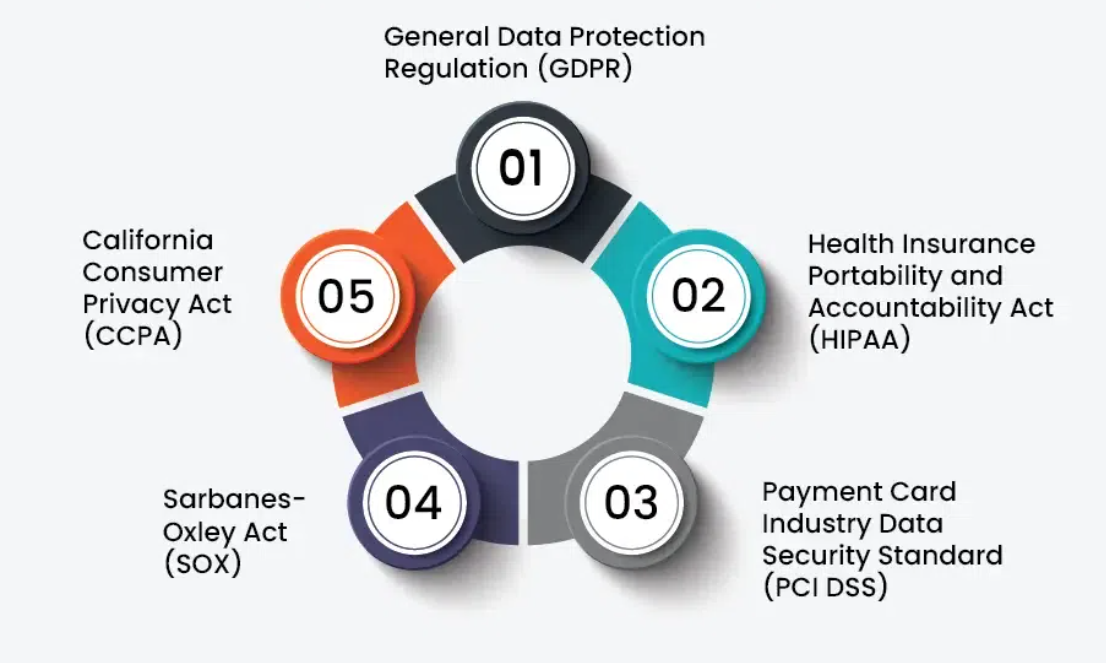 General Data Protection
Regulation (GDPR)
01
Health Insurance
Portability and
Accountability Act
(HIPAA)
02
Payment Card
Industry Data
Security Standard
(PCI DSS)
03
Sarbanes-
Oxley Act
(SOX)
04
California
Consumer
Privacy Act
(CCPA)
05